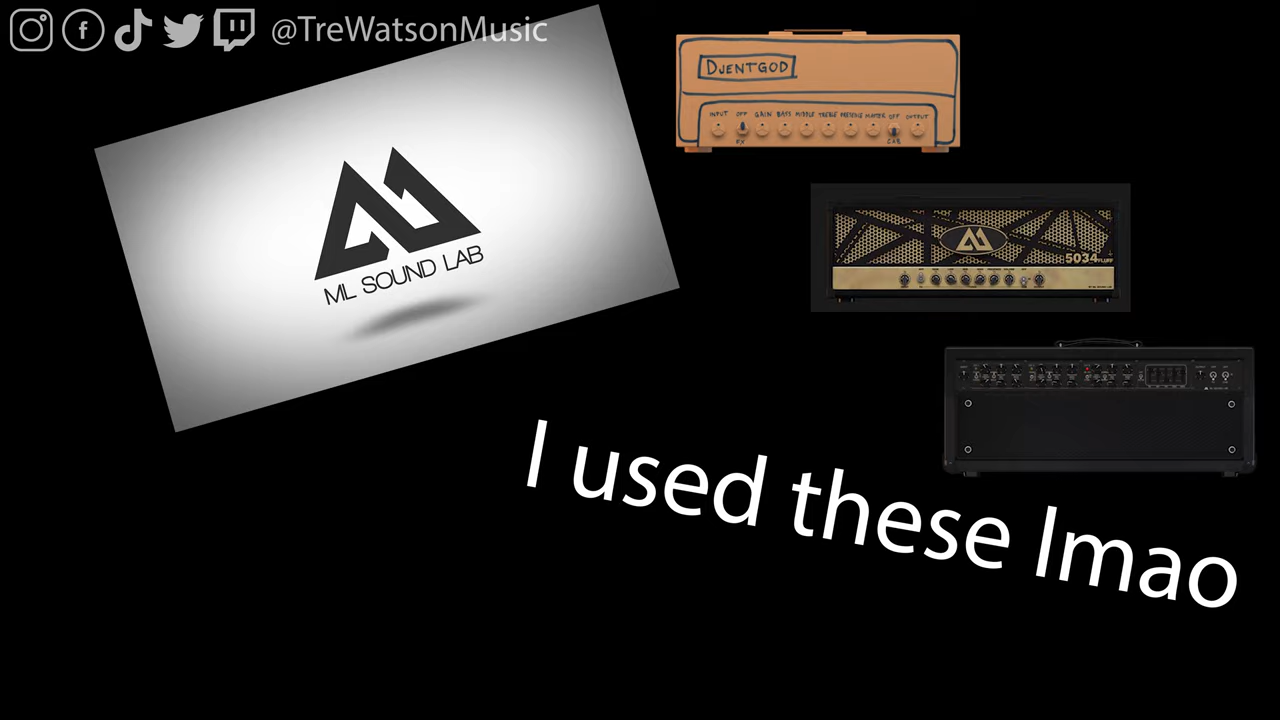 @TreWatsonMusic
DJENTGOD
INPUT OFF GAIN BASS MIDDLE TREBLE PRESENCE MASTER OFF OUTPUT
ML SOUND LAB
5034 FLUFF
I used these lmao